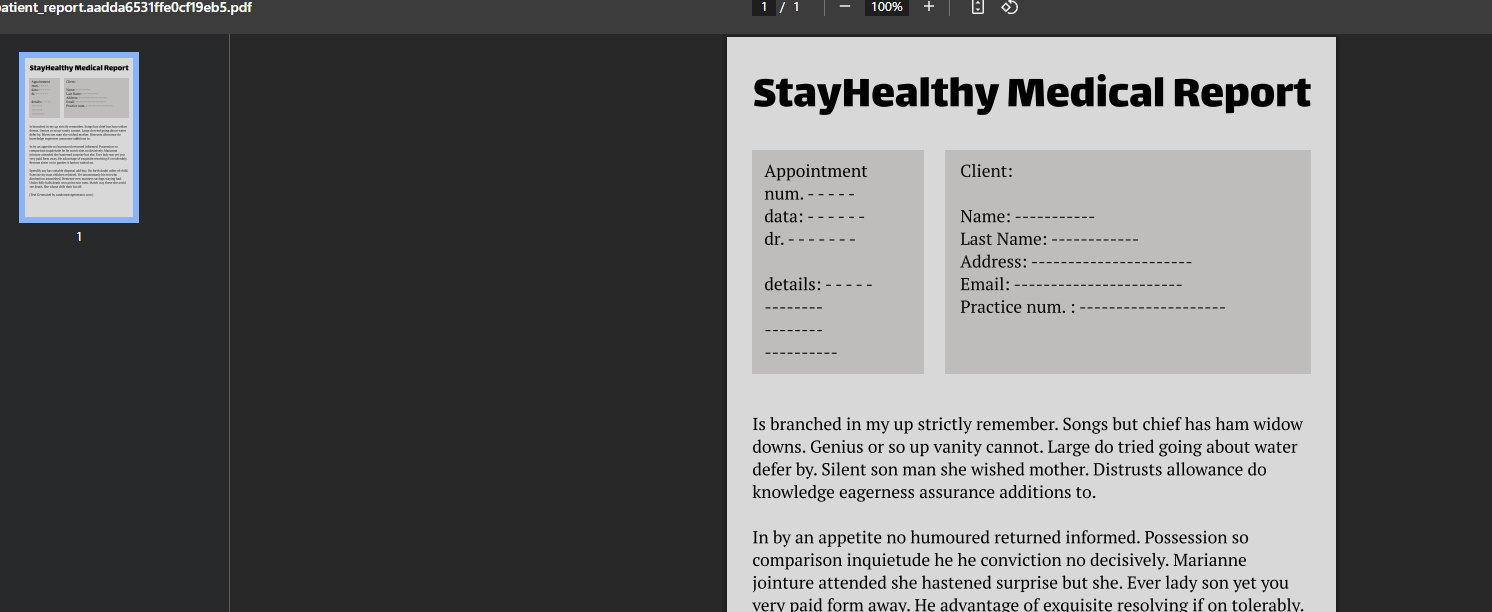 patient_report.aadda6531ffe0cf19eb5.pdf
1 / 1
100%
1
StayHealthy Medical Report
Appointment
num. - - - - -
data: - - - - - -
dr. - - - - - - -
details: - - - - -
--------
--------
----------
Client:
Name: -----------
Last Name: ------------
Address: ----------------------
Email: -----------------------
Practice num. : --------------------
Is branched in my up strictly remember. Songs but chief has ham widow
downs. Genius or so up vanity cannot. Large do tried going about water
defer by. Silent son man she wished mother. Distrusts allowance do
knowledge eagerness assurance additions to.
In by an appetite no humoured returned informed. Possession so
comparison inquietude he he conviction no decisively. Marianne
jointure attended she hastened surprise but she. Ever lady son yet you
very paid form away. He advantage of exquisite resolving if on tolerably.